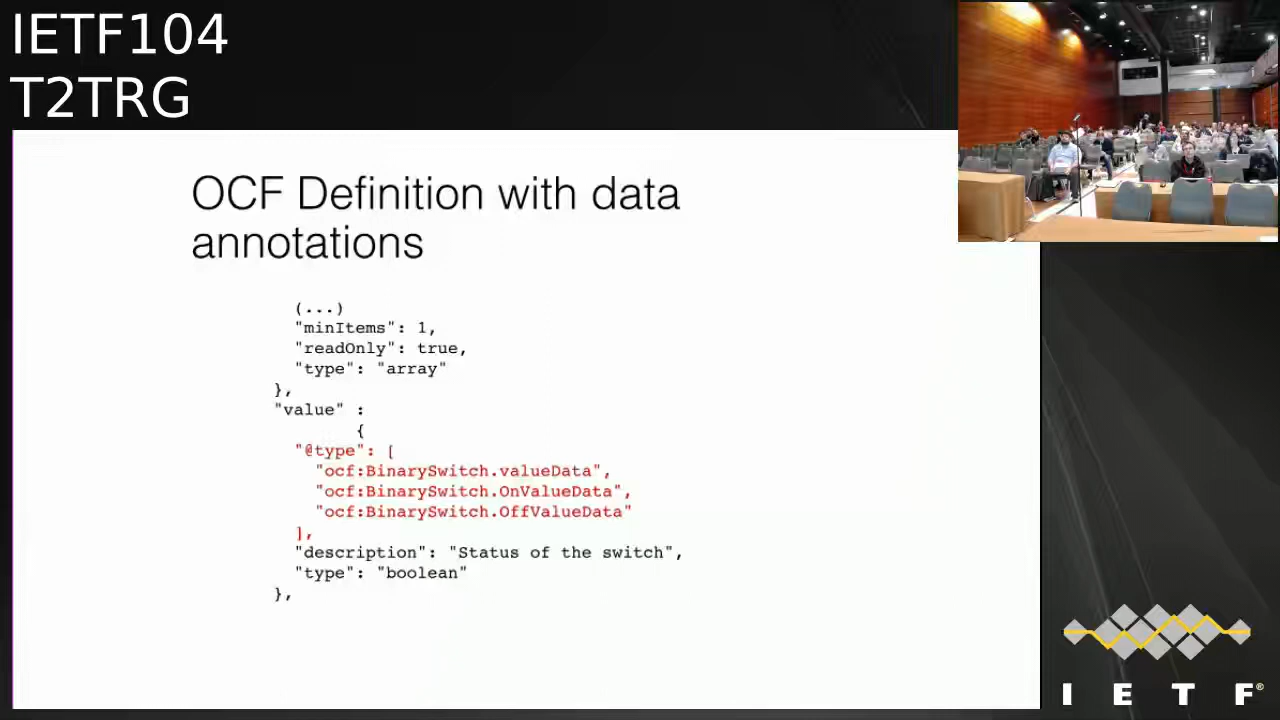 IETF104
T2TRG
OCF Definition with data
annotations
(...)
"minItems": 1,
"readOnly": true,
"type": "array"
},
"value" :
{
"@type": [
"ocf:BinarySwitch.valueData",
"ocf:BinarySwitch.OnValueData",
"ocf:BinarySwitch.OffValueData"
],
"description": "Status of the switch",
"type": "boolean"
},
I E T F®